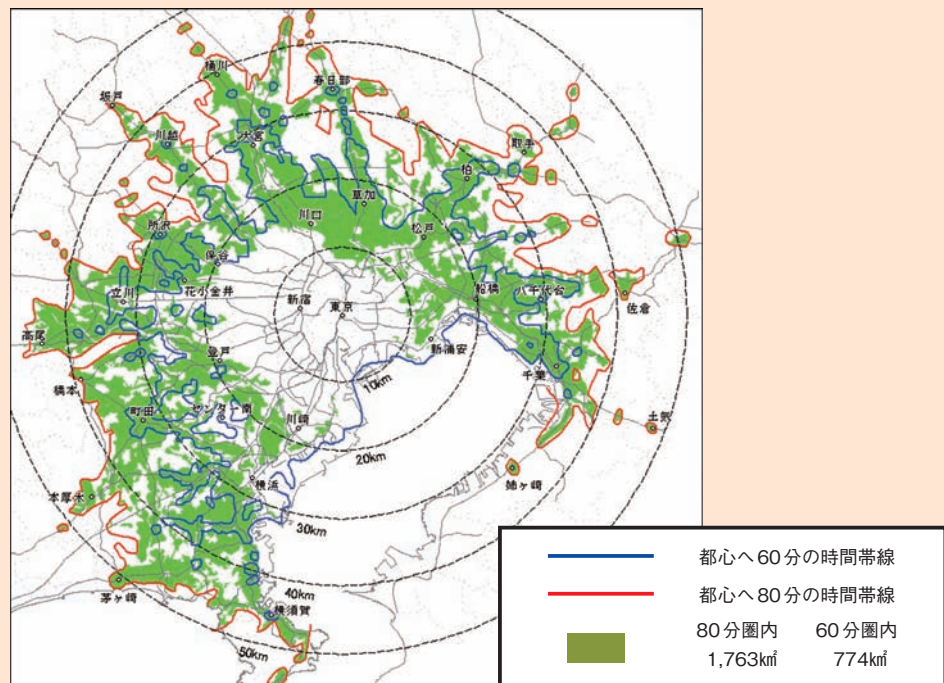 桶川
春日部
坂戸
川越
大宮
取手
柏
草加
川口
松戸
所沢
保谷
立川
花小金井
新宿
東京
船橋
八千代台
佐倉
高尾
登戸
新浦安
千葉
橋本
10km
町田
センター南
川崎
土気
20km
横浜
姉ヶ崎
本厚木
30km
茅ヶ崎
40km
横須賀
50km
都心へ60分の時間帯線
都心へ80分の時間帯線
80分圏内 60分圏内
1,763㎢ 774㎢